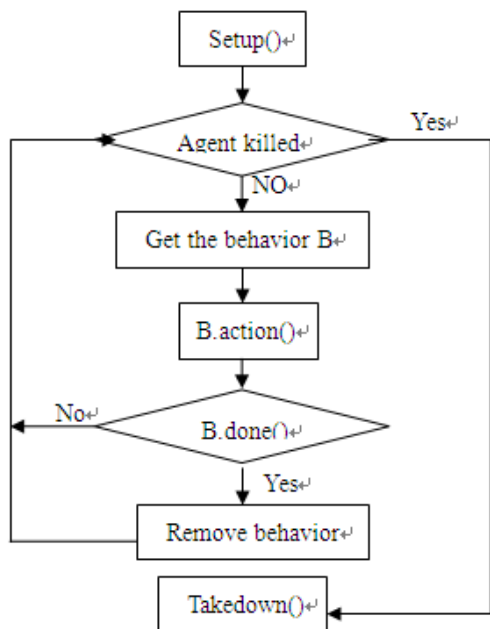 Setup()↵
Agent killed↵
Yes↵
NO↵
Get the behavior B↵
B.action()↵
B.done()↵
No↵
Yes↵
Remove behavior↵
Takedown()↵